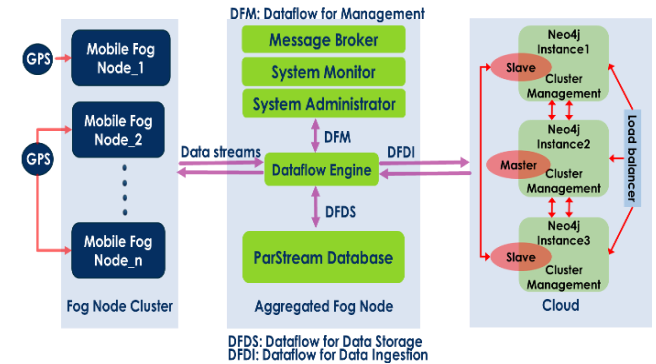 DFM: Dataflow for Management
GPS
Mobile Fog
Node_1
Mobile Fog
Node_2
GPS
Mobile Fog
Node_n
Fog Node Cluster
Data streams
Message Broker
System Monitor
System Administrator
DFM
Dataflow Engine
DFDI
DFDS
ParStream Database
Aggregated Fog Node
Neo4j
Instance1
Slave
Cluster
Management
Neo4j
Instance2
Master
Cluster
Management
Neo4j
Instance3
Slave
Cluster
Management
Load balancer
Cloud
DFDS: Dataflow for Data Storage
DFDI: Dataflow for Data Ingestion